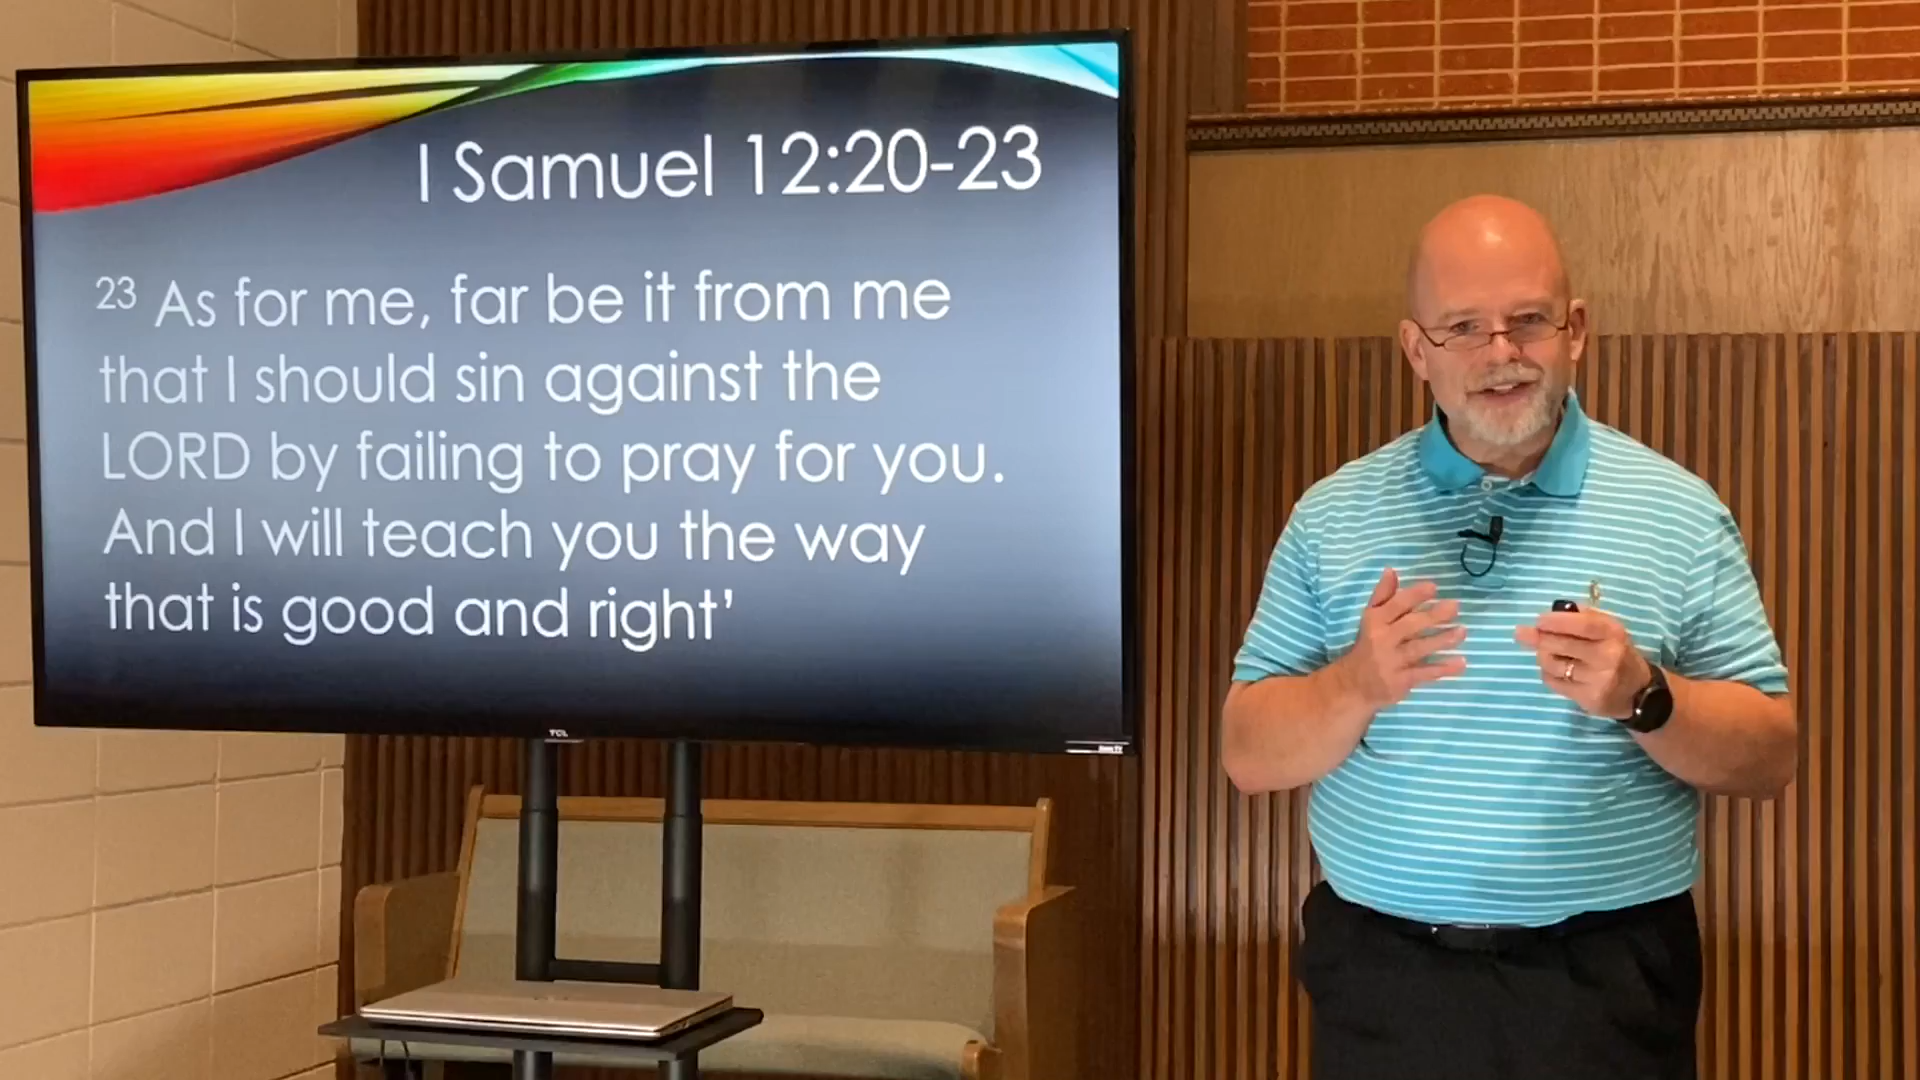 I Samuel 12:20-23
23 As for me, far be it from me
that I should sin against the
LORD by failing to pray for you.
And I will teach you the way
that is good and right’
TCL